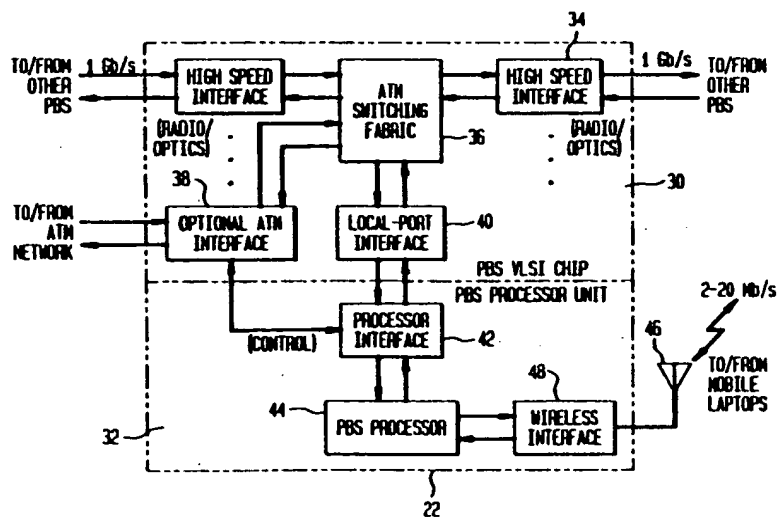 34
TO/FROM
OTHER
PBS
1 Gb/s
HIGH SPEED
INTERFACE
ATM
SWITCHING
FABRIC
HIGH SPEED
INTERFACE
1 Gb/s
TO/FROM
OTHER
PBS
(RADIO/
OPTICS)
36
(RADIO/
OPTICS)
38
30
TO/FROM
ATM
NETWORK
OPTIONAL ATM
INTERFACE
LOCAL-PORT
INTERFACE
40
PBS VLSI CHIP
PBS PROCESSOR UNIT
2-20 Mb/s
(CONTROL)
PROCESSOR
INTERFACE
42
46
TO/FROM
MOBILE
LAPTOPS
44
PBS PROCESSOR
48
WIRELESS
INTERFACE
32
22